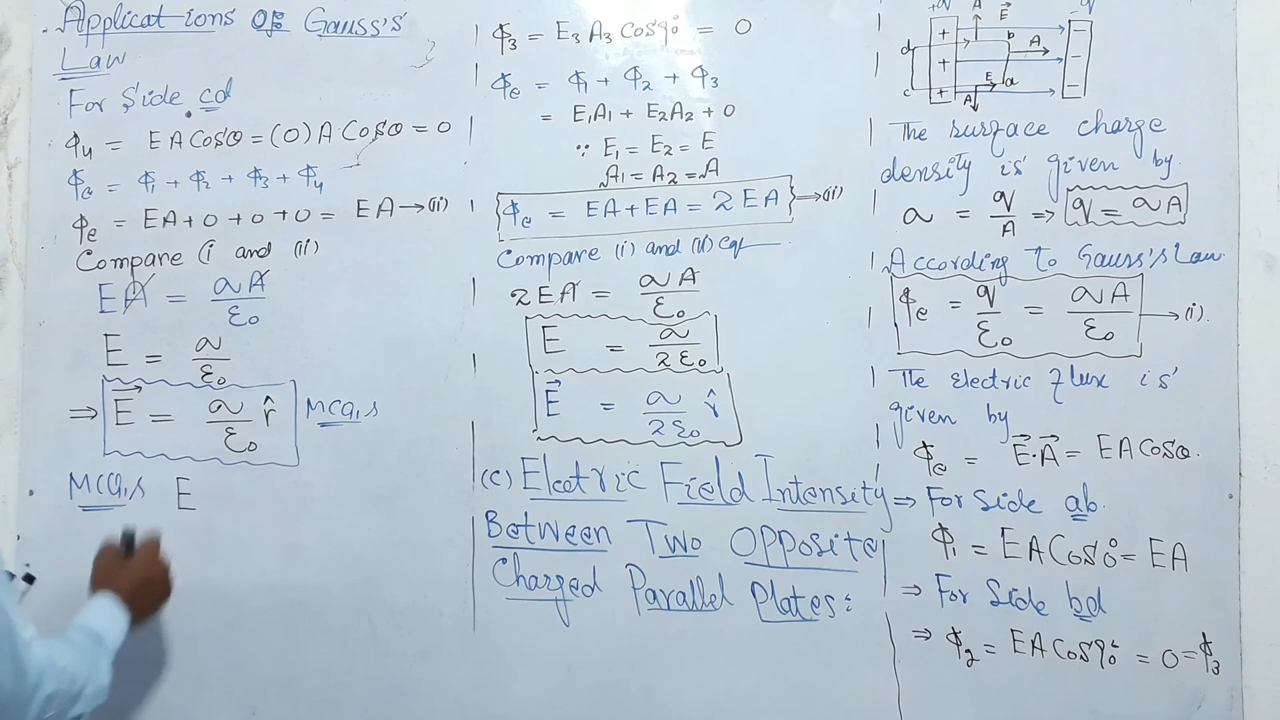 Applications OF Gauss's
Law
For Side cd
Φ4 = EA Cosθ = (0) A Cosθ = 0
Φe = Φ1 + Φ2 + Φ3 + Φ4
Φe = EA + 0 + 0 + 0 = EA → (ii)
Compare (i and (ii)
EA = σA/ε0
E = σ/ε0
⇒ E⃗ = σ/ε0 r̂ MCQ,s
MCQ,s E
Φ3 = E3 A3 Cos90° = 0
Φe = Φ1 + Φ2 + Φ3
= E1A1 + E2A2 + 0
∵ E1 = E2 = E
A1 = A2 = A
Φe = EA + EA = 2EA → (ii)
Compare (i) and (ii) eq
2EA = σA/ε0
E = σ/2ε0
E⃗ = σ/2ε0 r̂
(C) Electric Field Intensity
Between Two Opposite
Charged Parallel Plates:
+q A E⃗ -q
d + b A
+
c + E a
A
The surface charge
density is given by
σ = q/A ⇒ q = σA
According to Gauss's Law
Φe = q/ε0 = σA/ε0 → (i).
The Electric flux is
given by
Φe = E⃗.A⃗ = EA Cosθ.
⇒ For side ab.
Φ1 = EA Cos0° = EA
⇒ For Side bd
⇒ Φ2 = EA Cos90° = 0 = Φ3